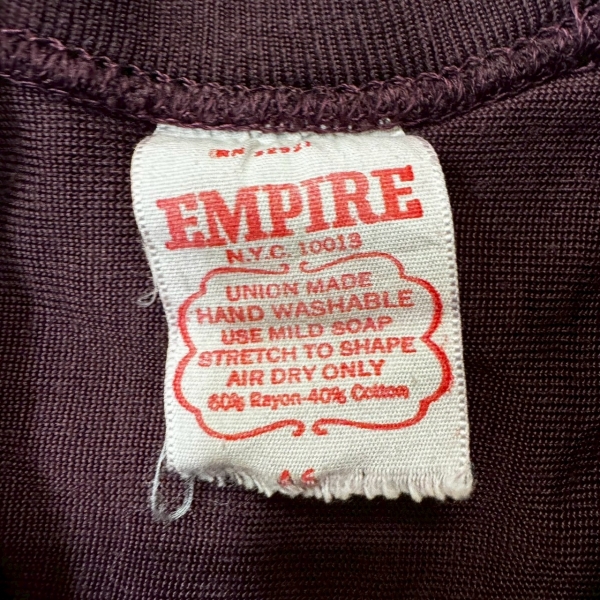 EMPIRE
N.Y.C. 10013
UNION MADE
HAND WASHABLE
USE MILD SOAP
STRETCH TO SHAPE
AIR DRY ONLY
60% Rayon-40% Cotton